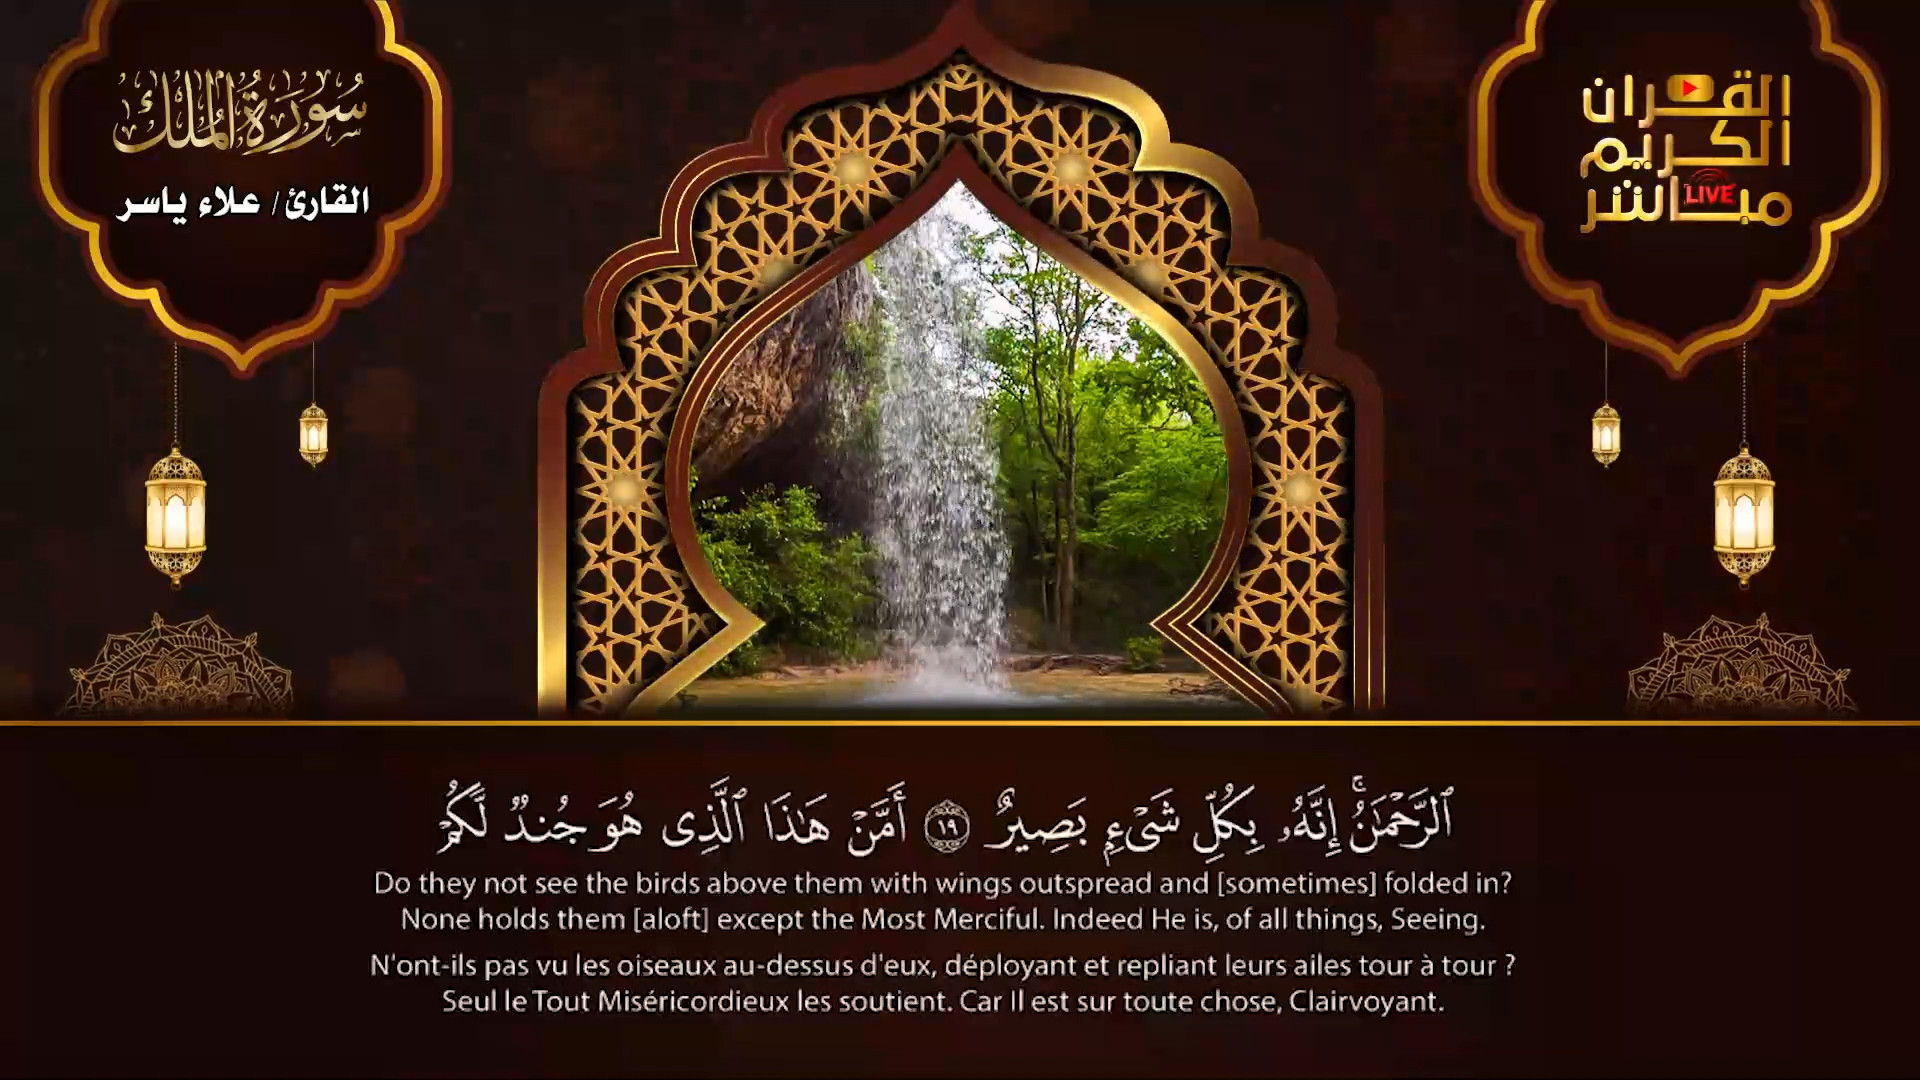 سُورَةُ المُلك
القارئ/ علاء ياسر
القران
الكريم
مباشر
LIVE
ٱلرَّحْمَـٰنُۚ إِنَّهُۥ بِكُلِّ شَىْءٍۭ بَصِيرٌ ١٩ أَمَّنْ هَـٰذَا ٱلَّذِى هُوَ جُندٌ لَّكُمْ
Do they not see the birds above them with wings outspread and [sometimes] folded in?
None holds them [aloft] except the Most Merciful. Indeed He is, of all things, Seeing.
N'ont-ils pas vu les oiseaux au-dessus d'eux, déployant et repliant leurs ailes tour à tour ?
Seul le Tout Miséricordieux les soutient. Car Il est sur toute chose, Clairvoyant.